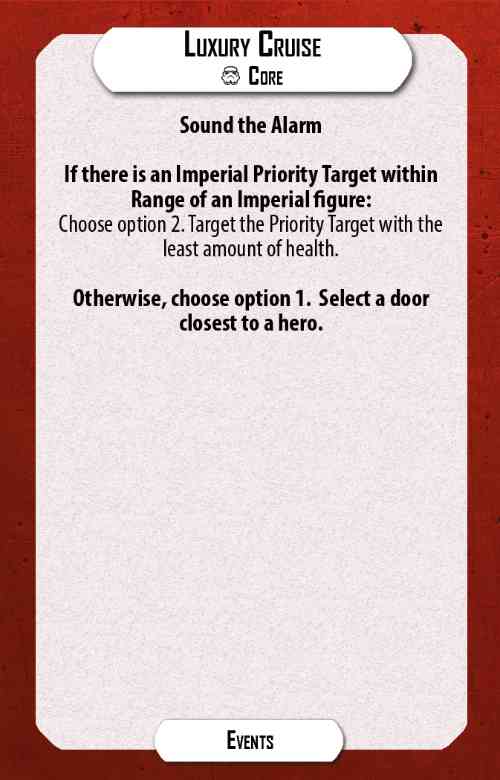 Luxury Cruise
Core
Sound the Alarm
If there is an Imperial Priority Target within
Range of an Imperial figure:
Choose option 2. Target the Priority Target with the
least amount of health.
Otherwise, choose option 1.  Select a door
closest to a hero.
Events